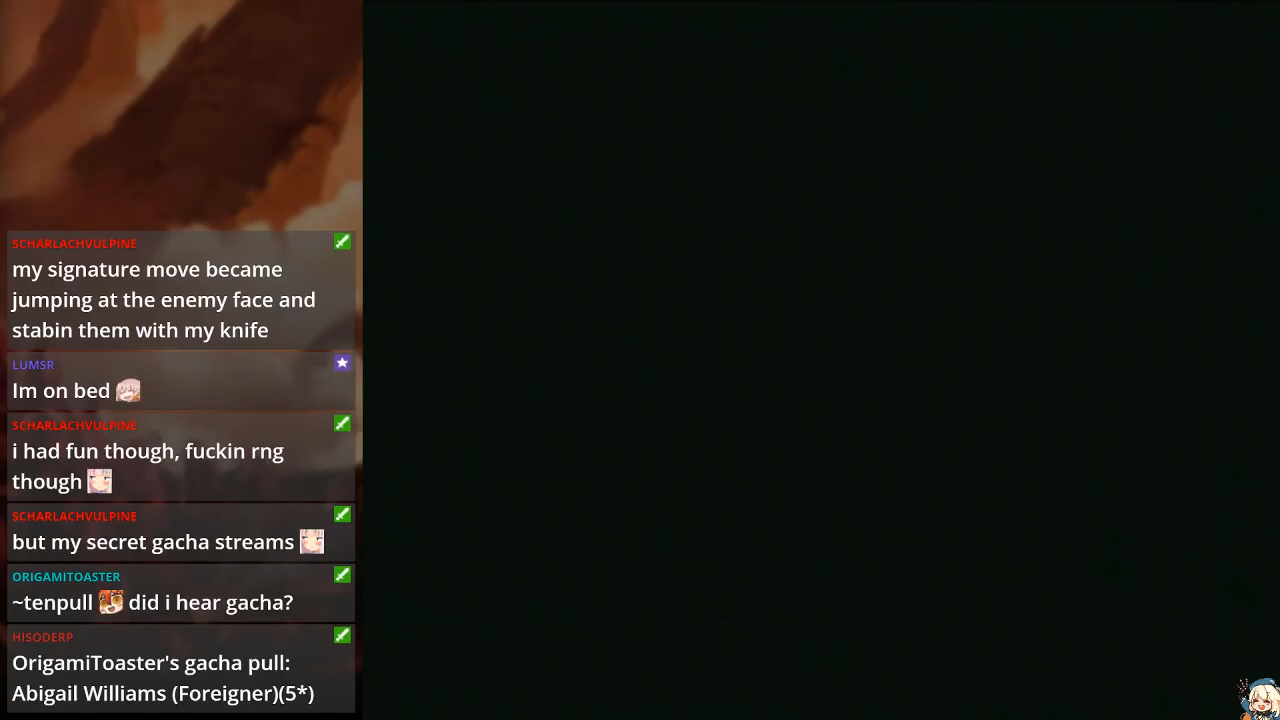 SCHARLACHVULPINE
my signature move became
jumping at the enemy face and
stabin them with my knife
LUMSR
Im on bed
SCHARLACHVULPINE
i had fun though, fuckin rng
though
SCHARLACHVULPINE
but my secret gacha streams
ORIGAMITOASTER
~tenpull did i hear gacha?
HISODERP
OrigamiToaster's gacha pull:
Abigail Williams (Foreigner)(5*)